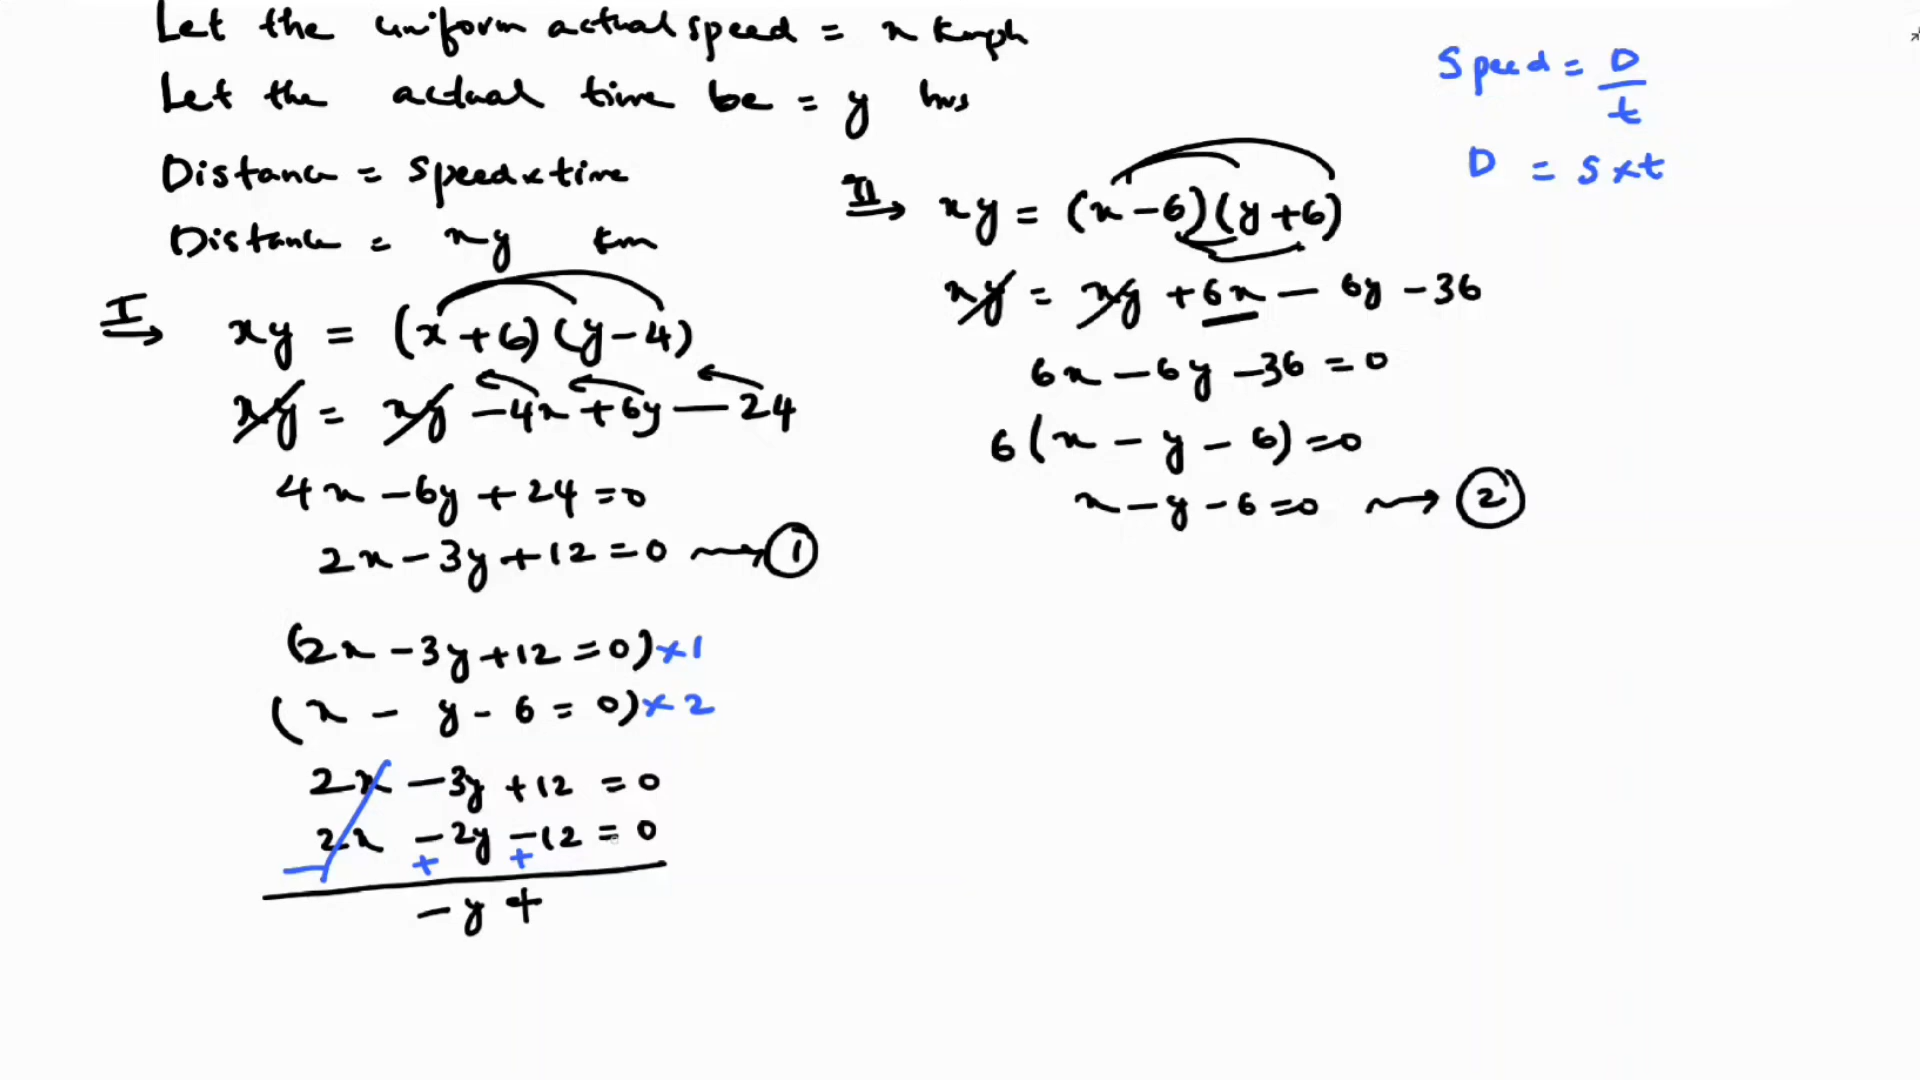 Let the uniform actual speed = x kmph
Let the actual time be = y hrs
Distance = speed × time
Distance = xy km
I xy = (x+6)(y-4)
xy = xy -4x +6y - 24
4x -6y +24 =0
2x - 3y +12 =0 → 1
(2x -3y +12 =0) ×1
(x - y - 6 = 0) ×2
2x -3y +12 =0
2x -2y -12 =0
- + +
-y +
Speed = D/t
D = s×t
II xy = (x-6)(y+6)
xy = xy +6x - 6y -36
6x -6y -36 =0
6(x - y - 6) =0
x - y - 6 =0 → 2